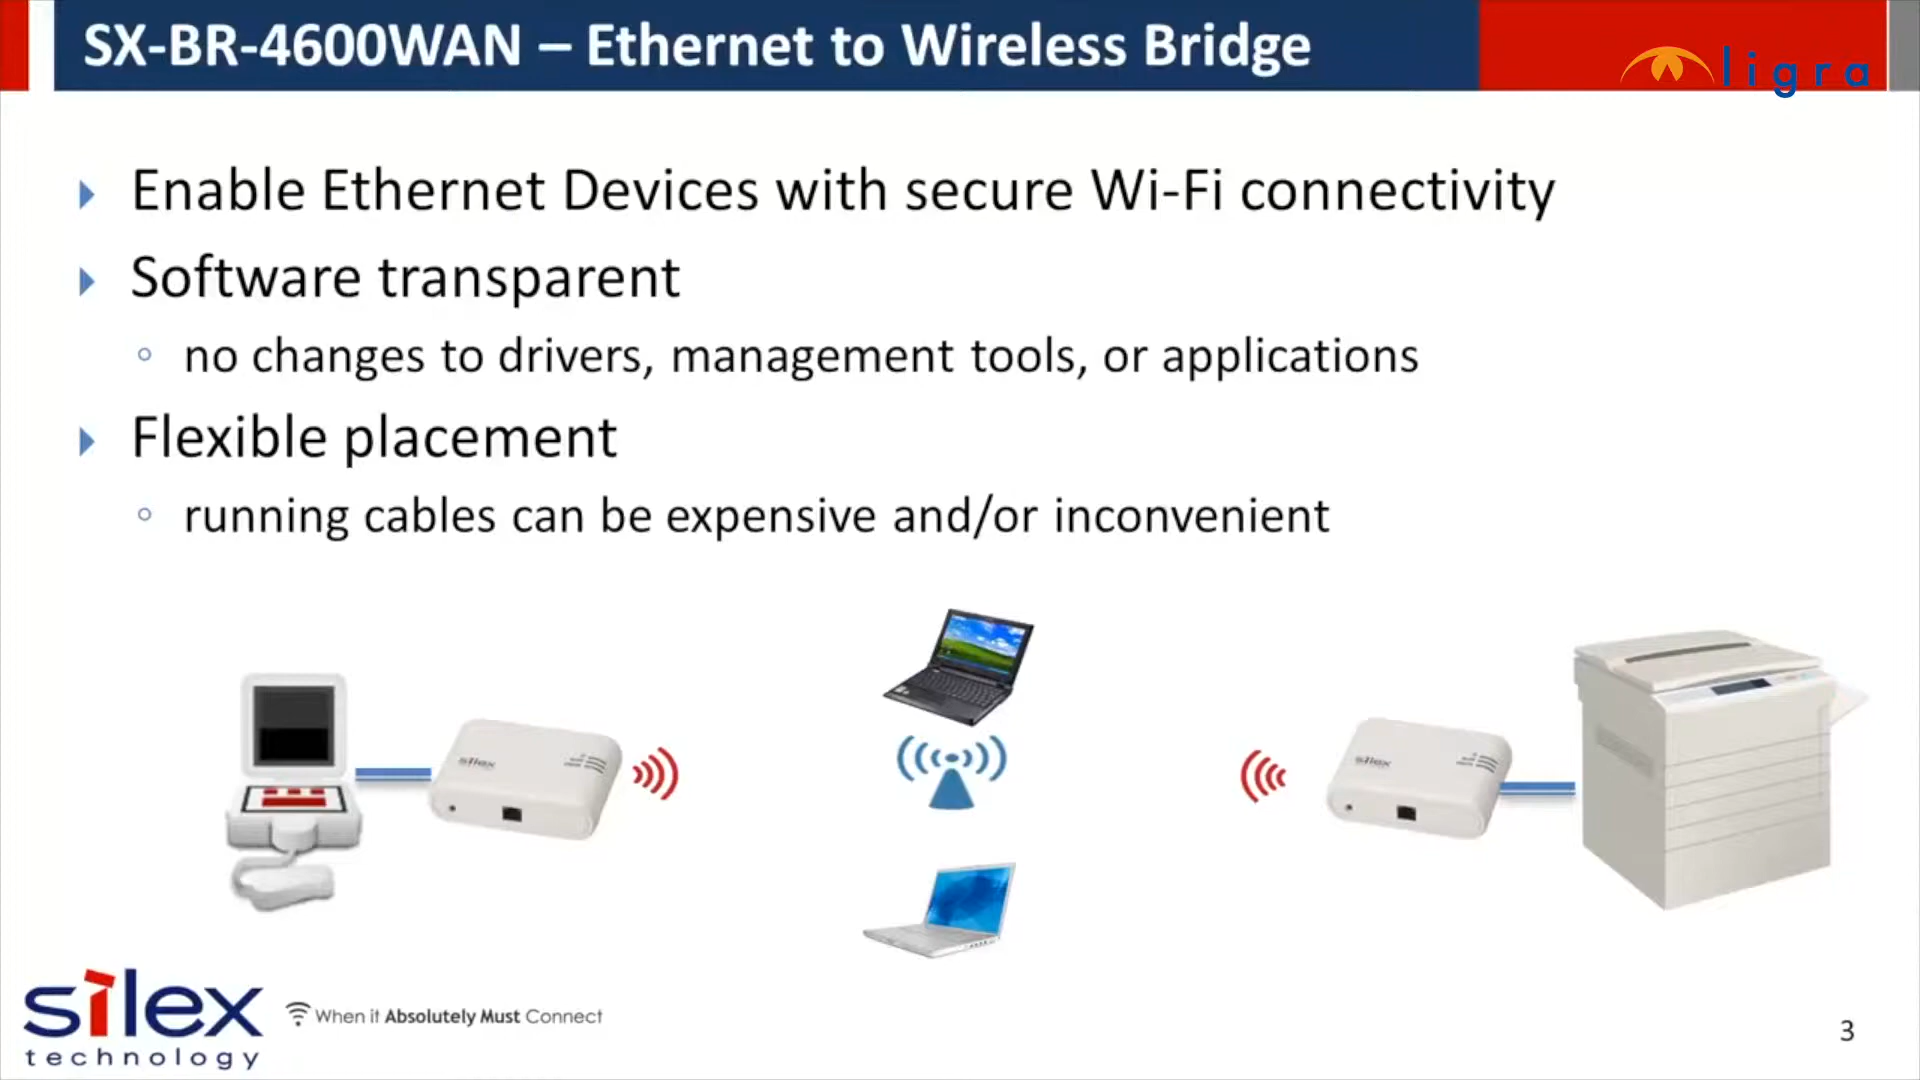 SX-BR-4600WAN – Ethernet to Wireless Bridge
ligra
Enable Ethernet Devices with secure Wi-Fi connectivity
Software transparent
no changes to drivers, management tools, or applications
Flexible placement
running cables can be expensive and/or inconvenient
silex
silex
silex
technology
When it Absolutely Must Connect
3